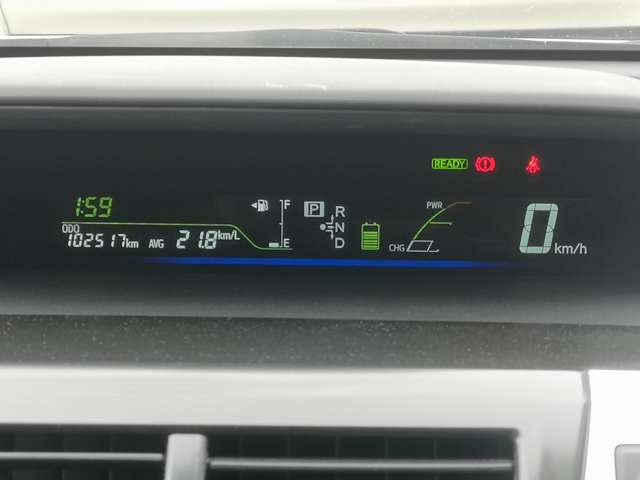 READY
1:59
F
P
R
PWR
ODO
N
0
102517km AVG 21.8km/L
E
D
CHG
km/h